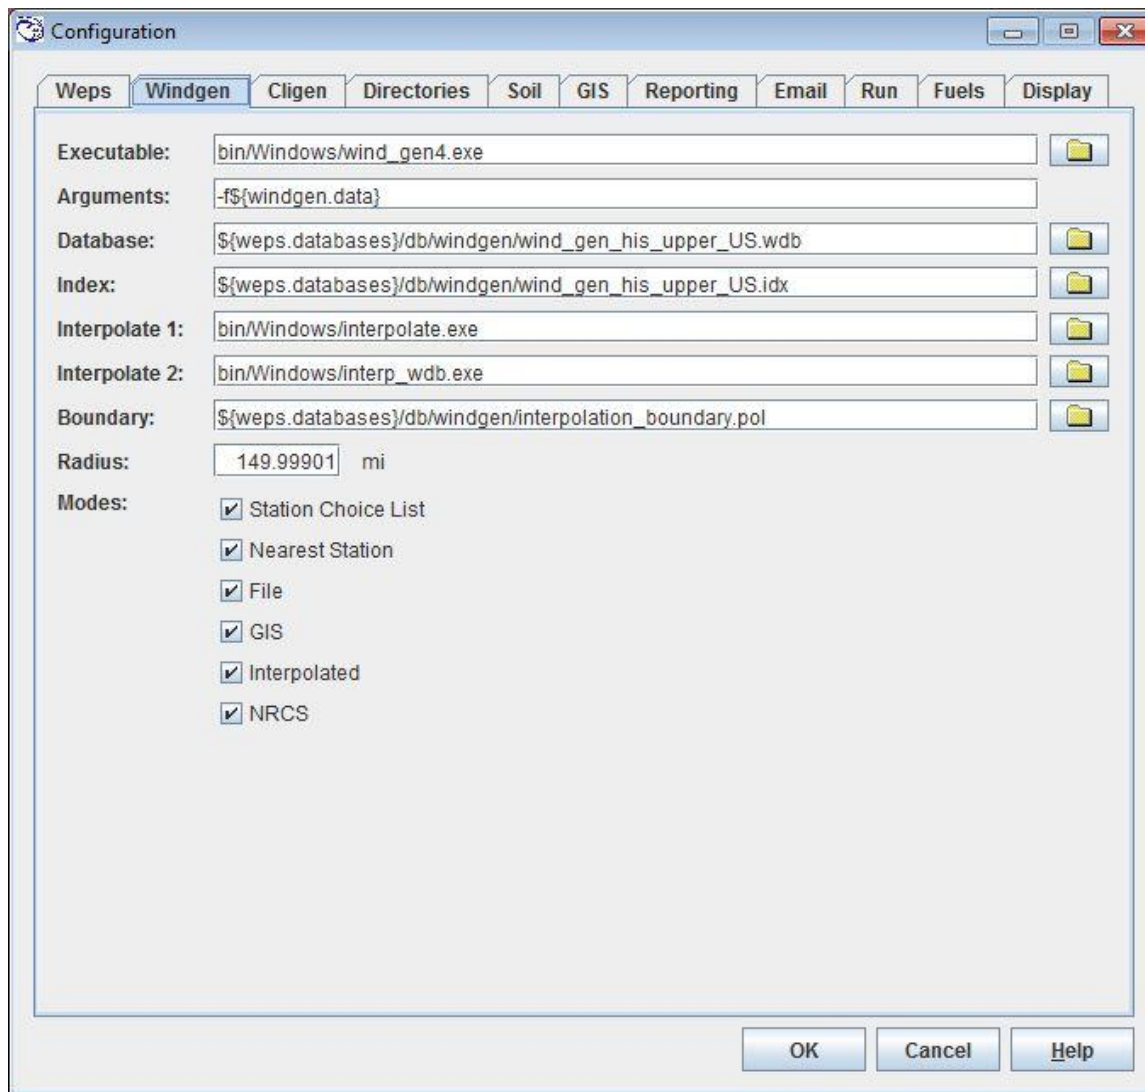 Configuration
Weps Windgen Cligen Directories Soil GIS Reporting Email Run Fuels Display
Executable: bin/Windows/wind_gen4.exe
Arguments: -f${windgen.data}
Database: ${weps.databases}/db/windgen/wind_gen_his_upper_US.wdb
Index: ${weps.databases}/db/windgen/wind_gen_his_upper_US.idx
Interpolate 1: bin/Windows/interpolate.exe
Interpolate 2: bin/Windows/interp_wdb.exe
Boundary: ${weps.databases}/db/windgen/interpolation_boundary.pol
Radius: 149.99901 mi
Modes: Station Choice List
Nearest Station
File
GIS
Interpolated
NRCS
OK Cancel Help